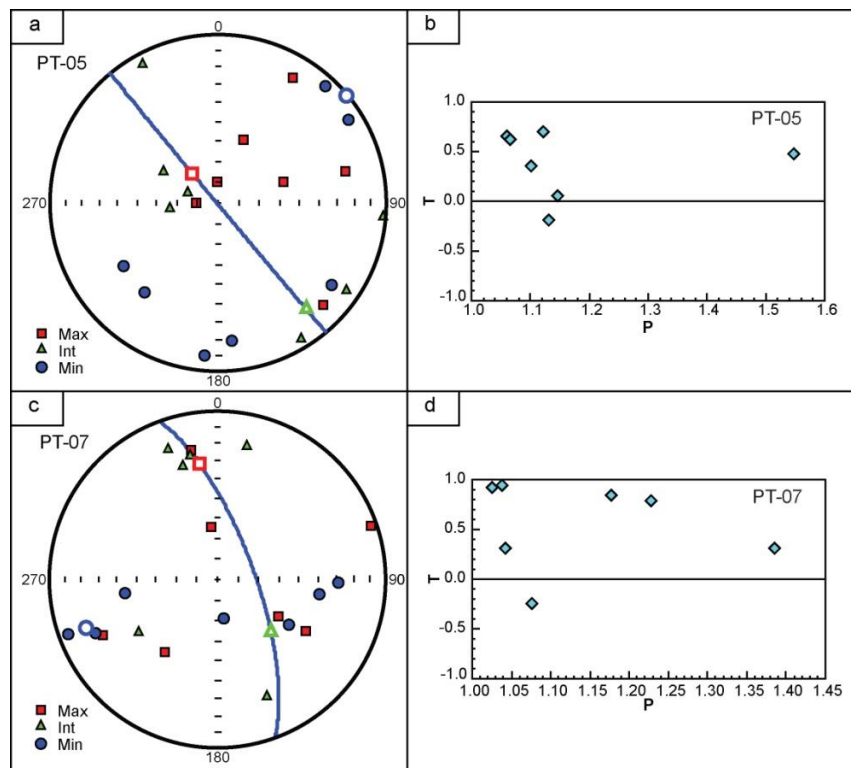 a
PT-05
0
270
90
180
Max
Int
Min
b
PT-05
1.0
0.5
0.0
-0.5
-1.0
T
1.0
1.1
1.2
1.3
1.4
1.5
1.6
P
c
PT-07
0
270
90
180
Max
Int
Min
d
PT-07
1.0
0.5
0.0
-0.5
-1.0
T
1.00
1.05
1.10
1.15
1.20
1.25
1.30
1.35
1.40
1.45
P